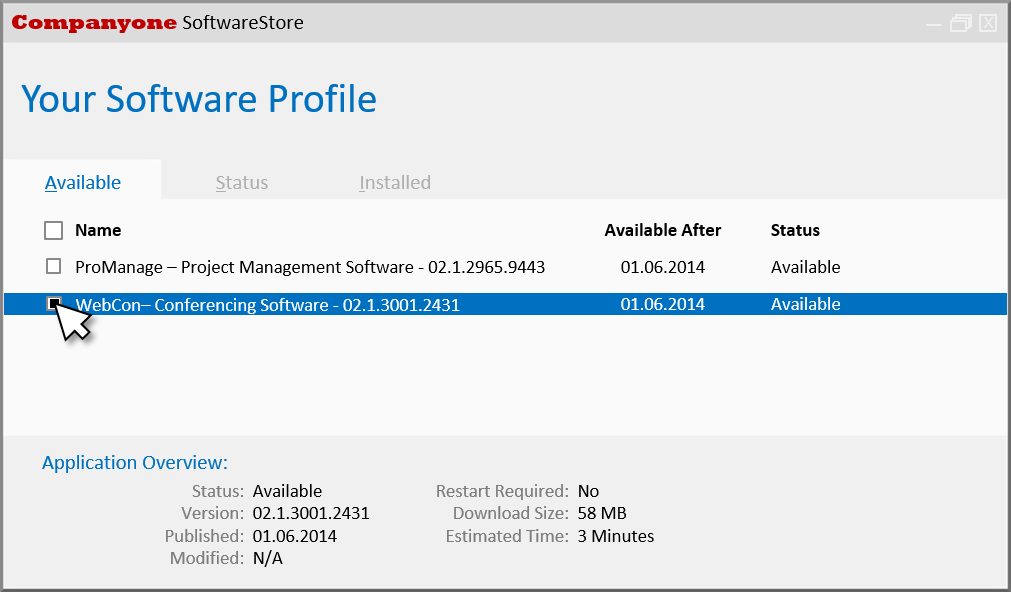 Companyone SoftwareStore
Your Software Profile
Available Status Installed
Name Available After Status
ProManage – Project Management Software - 02.1.2965.9443 01.06.2014 Available
WebCon– Conferencing Software - 02.1.3001.2431 01.06.2014 Available
Application Overview:
Status: Available Restart Required: No
Version: 02.1.3001.2431 Download Size: 58 MB
Published: 01.06.2014 Estimated Time: 3 Minutes
Modified: N/A